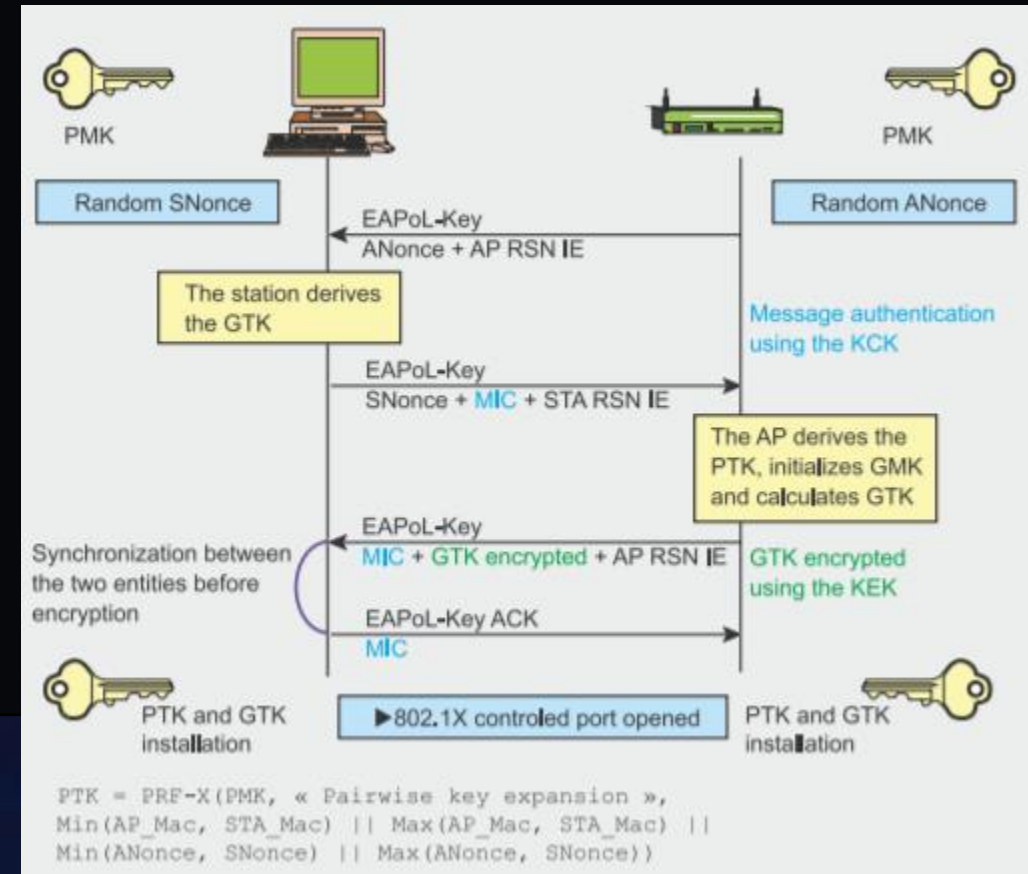 PMK
PMK
Random SNonce
Random ANonce
EAPoL-Key
ANonce + AP RSN IE
The station derives
the GTK
Message authentication
using the KCK
EAPoL-Key
SNonce + MIC + STA RSN IE
The AP derives the
PTK, initializes GMK
and calculates GTK
EAPoL-Key
MIC + GTK encrypted + AP RSN IE
Synchronization between
the two entities before
encryption
GTK encrypted
using the KEK
EAPoL-Key ACK
MIC
PTK and GTK
installation
▶802.1X controled port opened
PTK and GTK
installation
PTK = PRF-X(PMK, « Pairwise key expansion »,
Min(AP_Mac, STA_Mac) || Max(AP_Mac, STA_Mac) ||
Min(ANonce, SNonce) || Max(ANonce, SNonce))